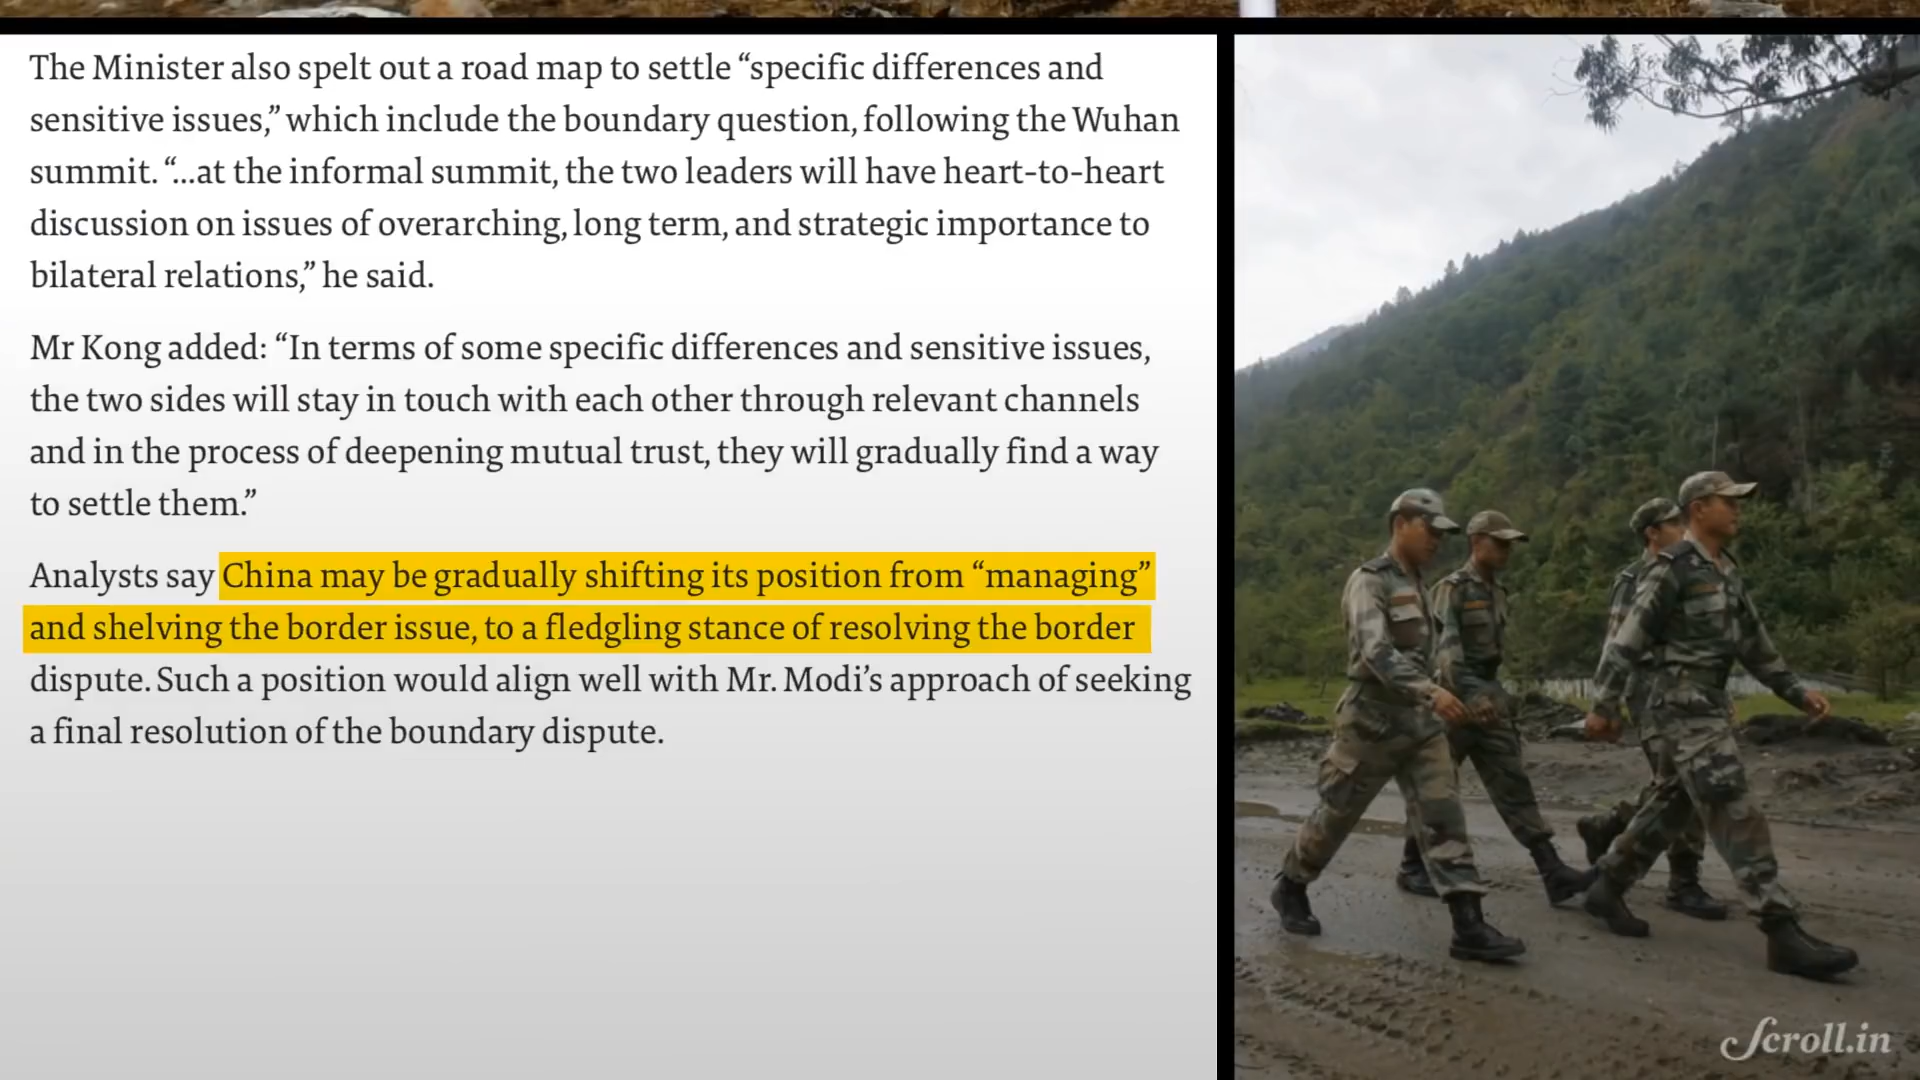 The Minister also spelt out a road map to settle “specific differences and
sensitive issues,” which include the boundary question, following the Wuhan
summit. “...at the informal summit, the two leaders will have heart-to-heart
discussion on issues of overarching, long term, and strategic importance to
bilateral relations,” he said.
Mr Kong added: “In terms of some specific differences and sensitive issues,
the two sides will stay in touch with each other through relevant channels
and in the process of deepening mutual trust, they will gradually find a way
to settle them.”
Analysts say China may be gradually shifting its position from “managing”
and shelving the border issue, to a fledgling stance of resolving the border
dispute. Such a position would align well with Mr. Modi’s approach of seeking
a final resolution of the boundary dispute.
Scroll.in